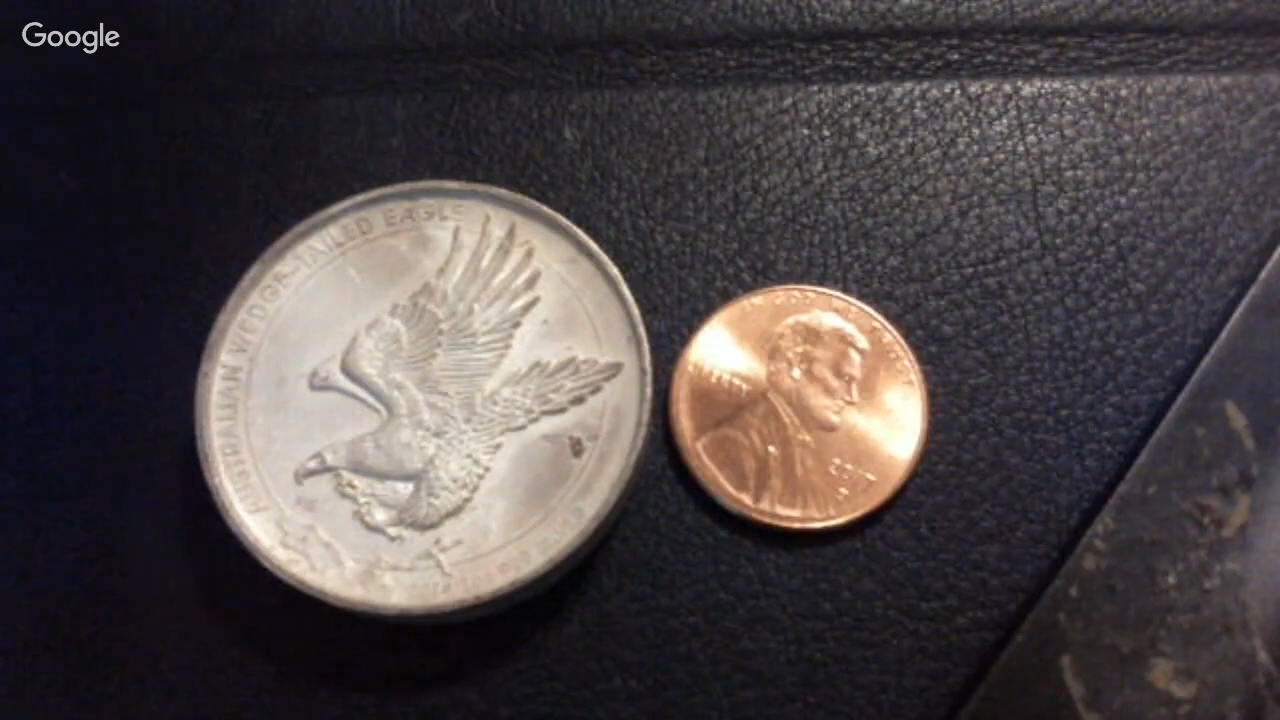 Google
AUSTRALIAN WEDGE-TAILED EAGLE
IN GOD WE TRUST
LIBERTY
2017